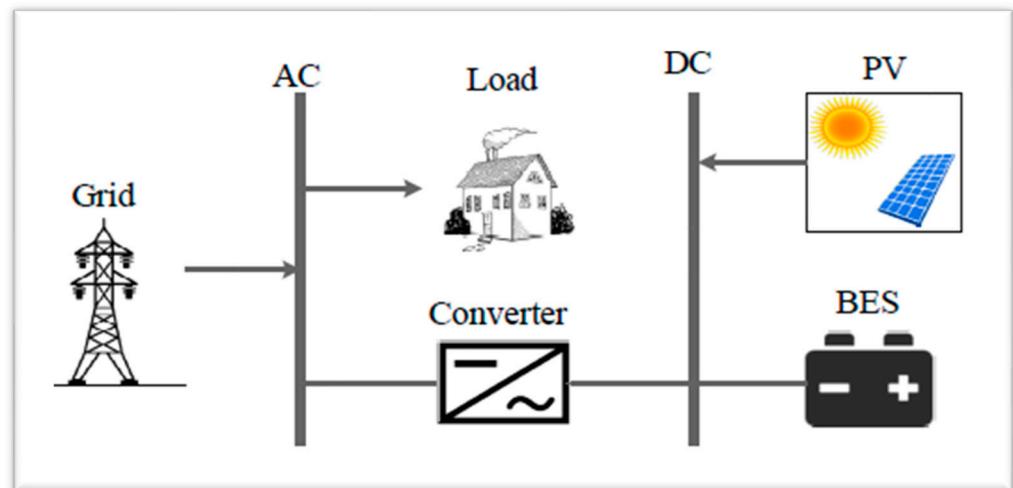 AC
Load
DC
PV
Grid
Converter
BES